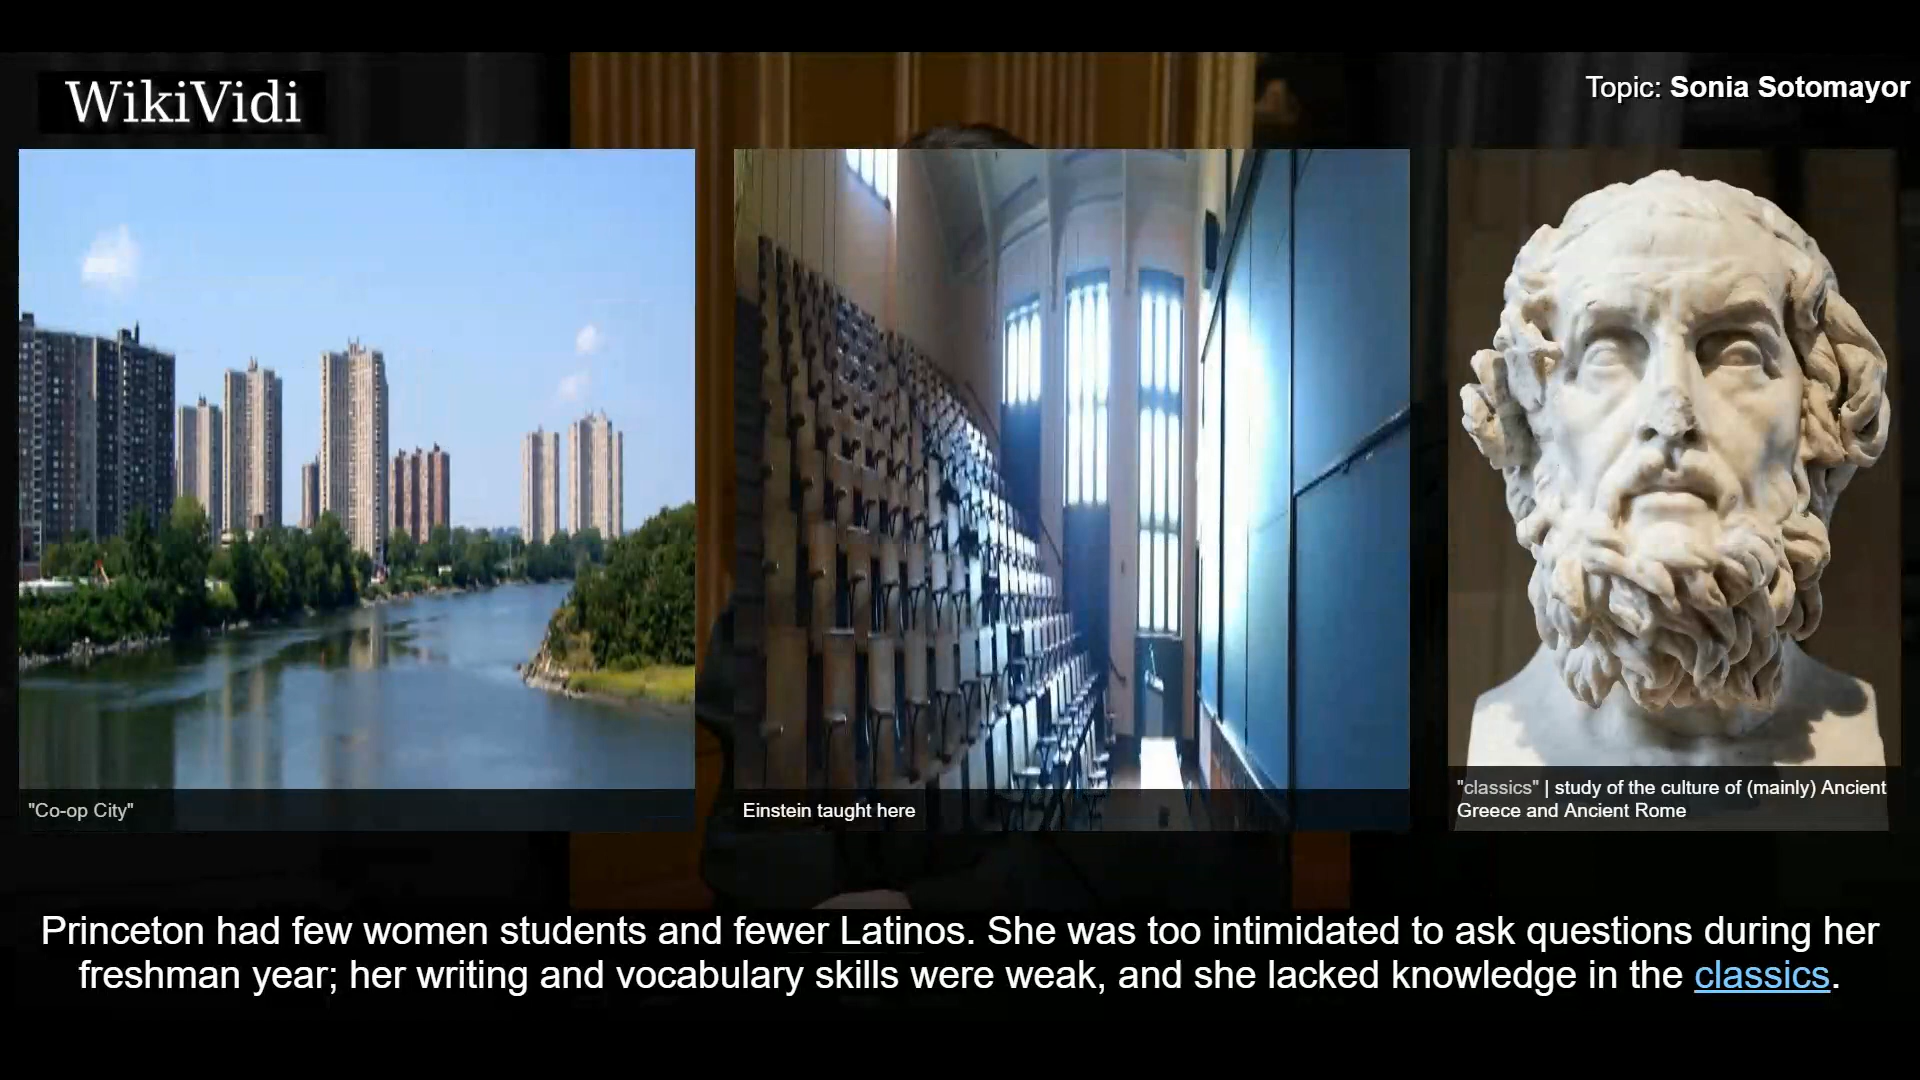 WikiVidi
Topic: Sonia Sotomayor
"Co-op City"
Einstein taught here
"classics" | study of the culture of (mainly) Ancient
Greece and Ancient Rome
Princeton had few women students and fewer Latinos. She was too intimidated to ask questions during her
freshman year; her writing and vocabulary skills were weak, and she lacked knowledge in the classics.